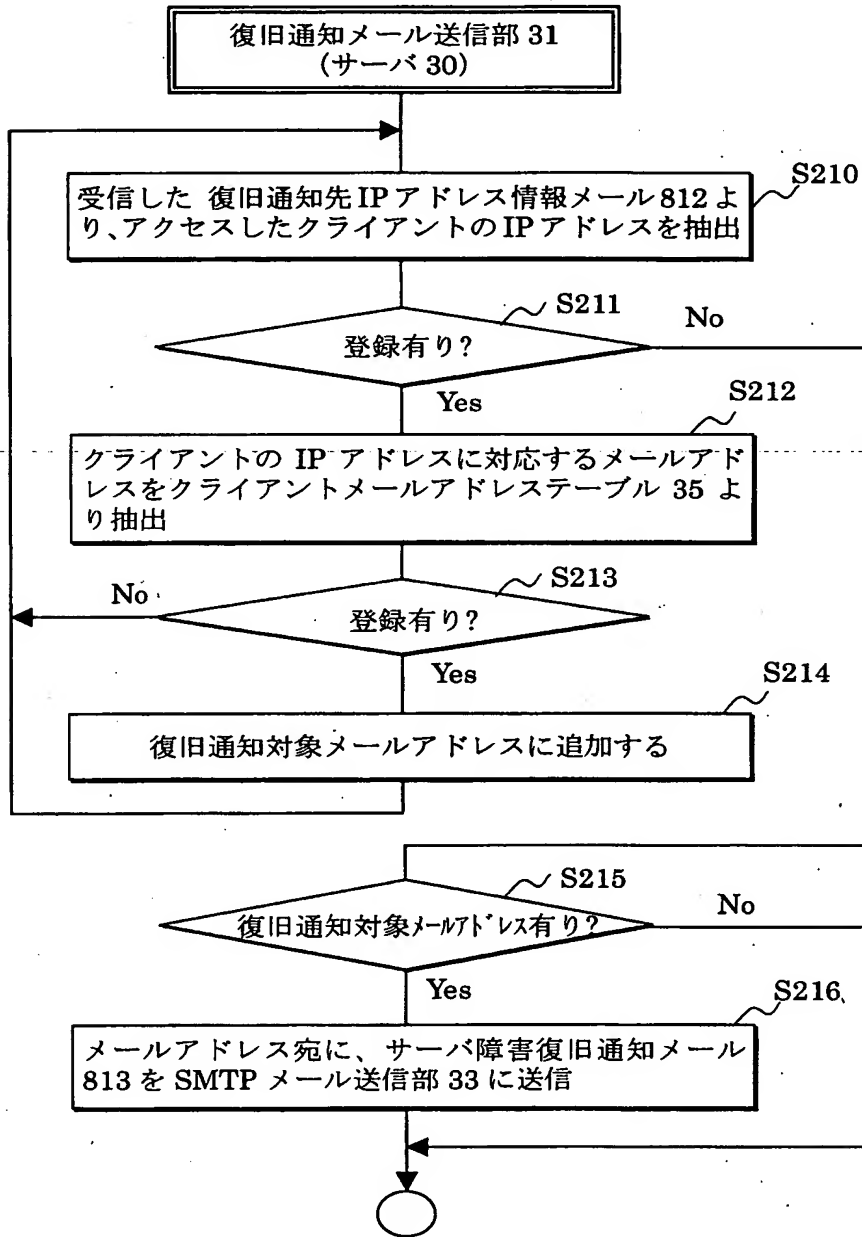 復旧通知メール送信部 31
(サーバ 30)
S210
受信した 復旧通知先 IP アドレス情報メール 812 よ
り、アクセスしたクライアントの IP アドレスを抽出
S211
登録有り?
No
Yes
S212
クライアントの IP アドレスに対応するメールアド
レスをクライアントメールアドレステーブル 35 よ
り抽出
S213
No
登録有り?
Yes
S214
復旧通知対象メールアドレスに追加する
S215
復旧通知対象ﾒｰﾙｱﾄﾞﾚｽ有り?
No
Yes
S216
メールアドレス宛に、サーバ障害復旧通知メール
813 を SMTP メール送信部 33 に送信